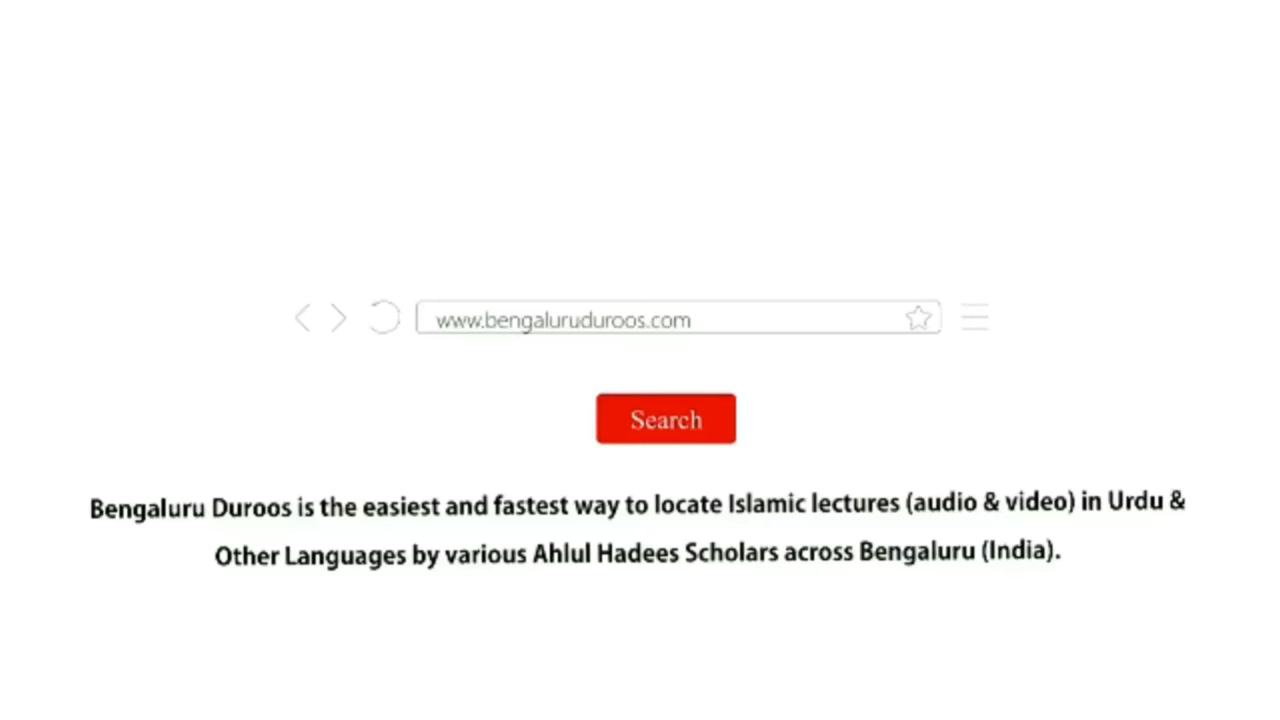 www.bengaluruduroos.com
Search
Bengaluru Duroos is the easiest and fastest way to locate Islamic lectures (audio & video) in Urdu &
Other Languages by various Ahlul Hadees Scholars across Bengaluru (India).